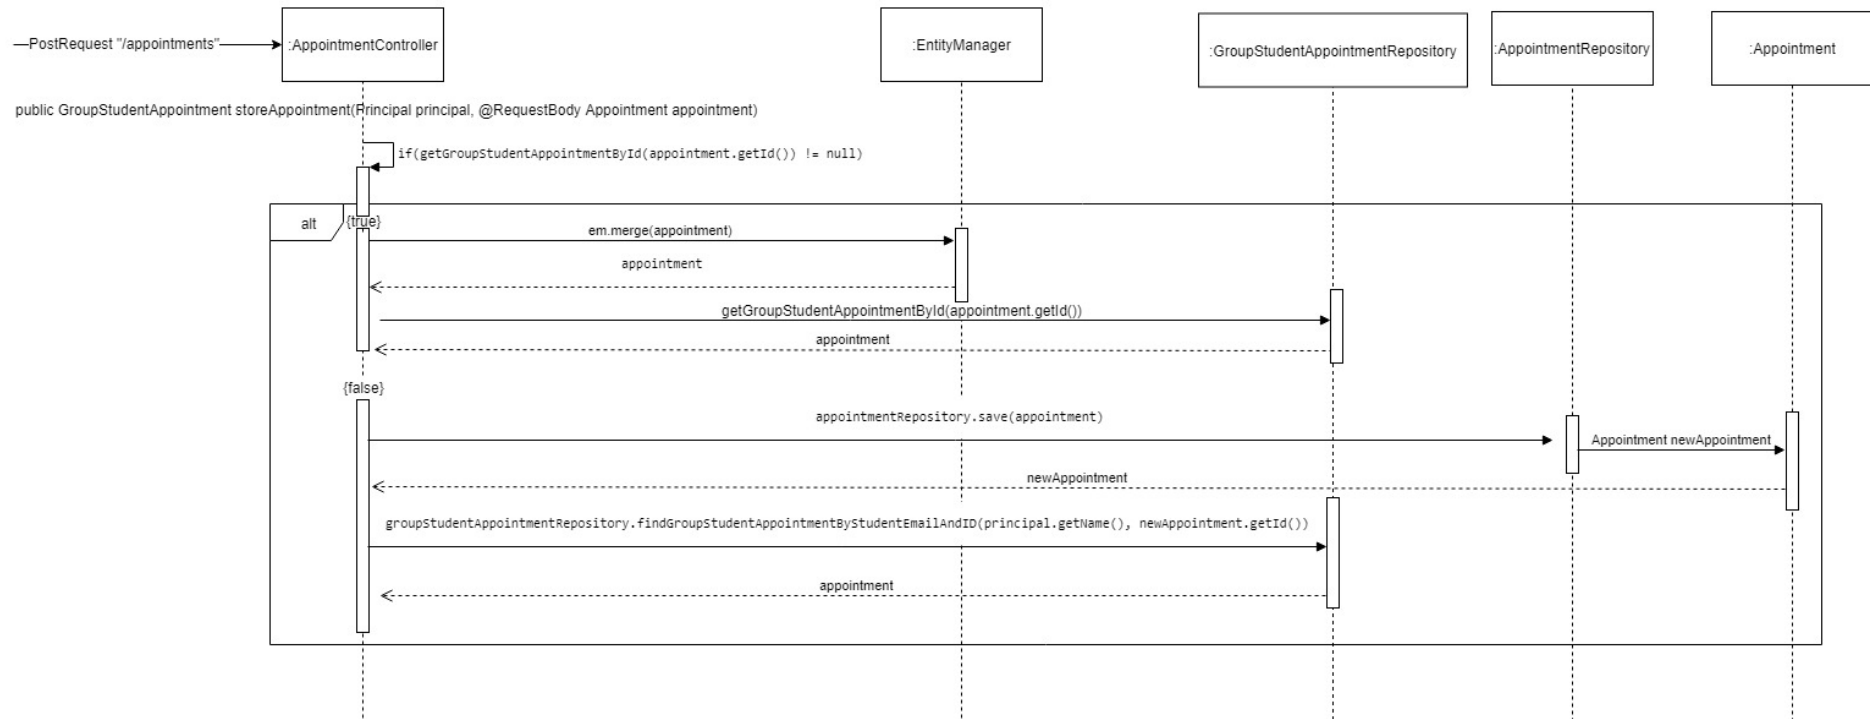 PostRequest "/appointments"
:AppointmentController
:EntityManager
:GroupStudentAppointmentRepository
:AppointmentRepository
:Appointment
public GroupStudentAppointment storeAppointment(Principal principal, @RequestBody Appointment appointment)
if(getGroupStudentAppointmentById(appointment.getId()) != null)
alt
{true}
em.merge(appointment)
appointment
getGroupStudentAppointmentById(appointment.getId())
appointment
{false}
appointmentRepository.save(appointment)
Appointment newAppointment
newAppointment
groupStudentAppointmentRepository.findGroupStudentAppointmentByStudentEmailAndID(principal.getName(), newAppointment.getId())
appointment